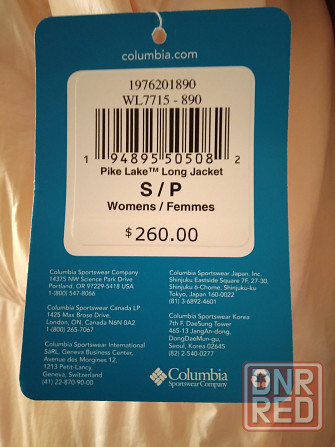 columbia.com
1976201890
WL7715 - 890
1 94895 50508 2
Pike Lake™ Long Jacket
S / P
Womens / Femmes
$260.00
Columbia Sportswear Company
14375 NW Science Park Drive
Portland, OR 97229-5418 USA
1-(800) 547-8066
Columbia Sportswear Canada LP
1425 Max Brose Drive.
London, ON, Canada N6N 0A2
1-(800) 265-7067
Columbia Sportswear International
SàRL, Geneva Business Center,
Avenue des Morgines 12,
1213 Petit-Lancy,
Geneva, Switzerland
(41) 22-870-90-00
Columbia Sportswear Japan, Inc.
Shinjuku Eastside Square 7F, 27-30,
Shinjuku 6-Chome, Shinjuku-ku
Tokyo, Japan 160-0022
(81) 3-6892-4601
Columbia Sportswear Korea
7th F, DaeSung Tower
465-13 JangAn-dong,
DongDaeMun-gu,
Seoul, Korea 02645
(82) 2-540-0277
Columbia
Sportswear Company
DNR
RED